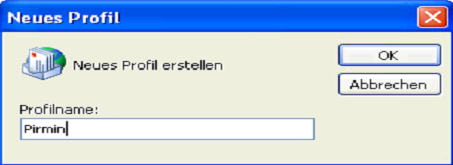 Neues Profil
Neues Profil erstellen
OK
Abbrechen
Profilname:
Pirmin